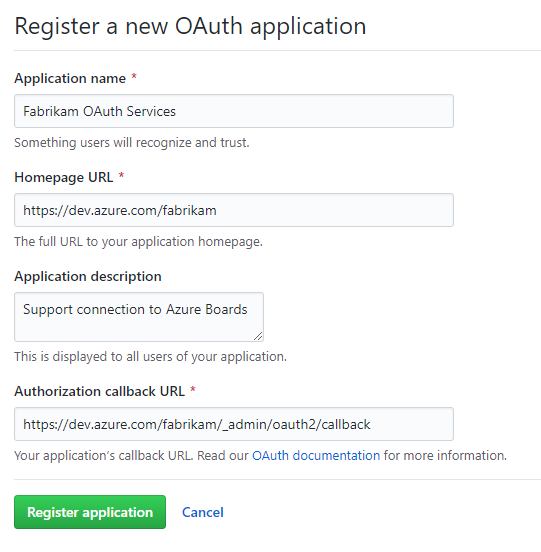 Register a new OAuth application
Application name *
Fabrikam OAuth Services
Something users will recognize and trust.
Homepage URL *
https://dev.azure.com/fabrikam
The full URL to your application homepage.
Application description
Support connection to Azure Boards
This is displayed to all users of your application.
Authorization callback URL *
https://dev.azure.com/fabrikam/_admin/oauth2/callback
Your application’s callback URL. Read our OAuth documentation for more information.
Register application Cancel